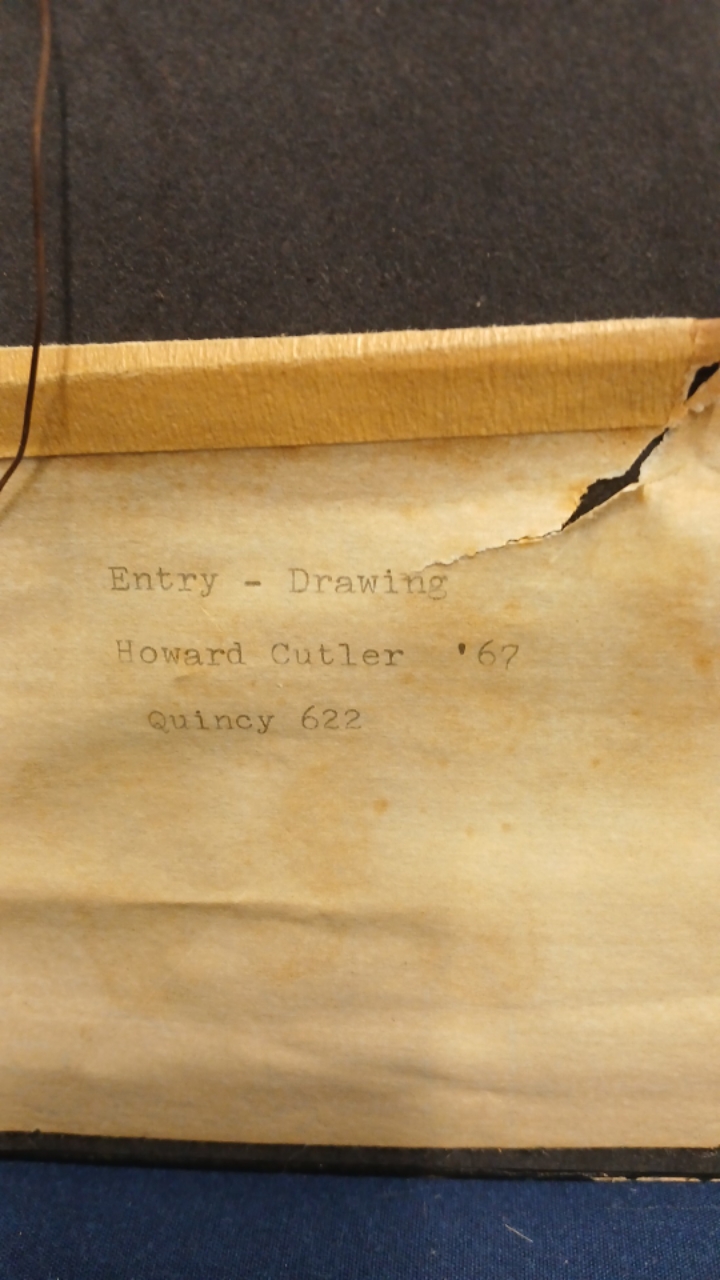 Entry - Drawing
Howard Cutler '67
Quincy 622